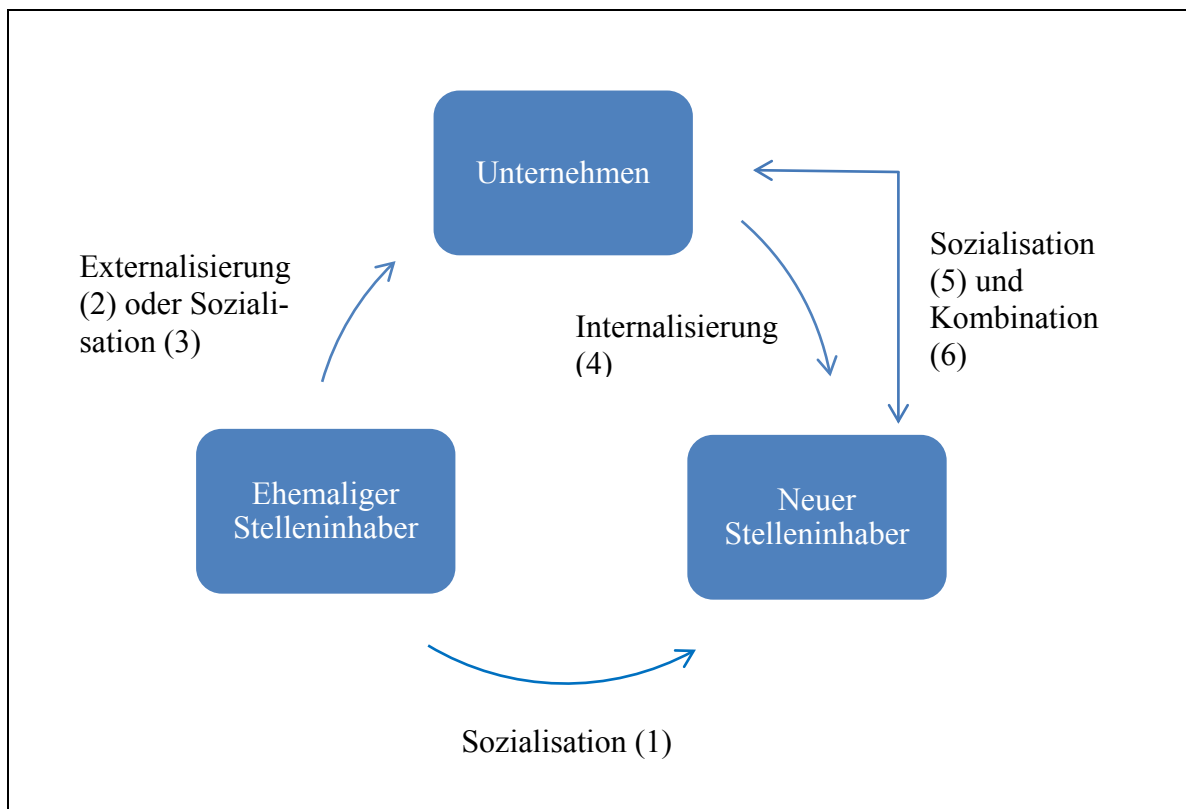 Unternehmen
Externalisierung
(2) oder Soziali-
sation (3)
Internalisierung
(4)
Sozialisation
(5) und
Kombination
(6)
Ehemaliger
Stelleninhaber
Neuer
Stelleninhaber
Sozialisation (1)